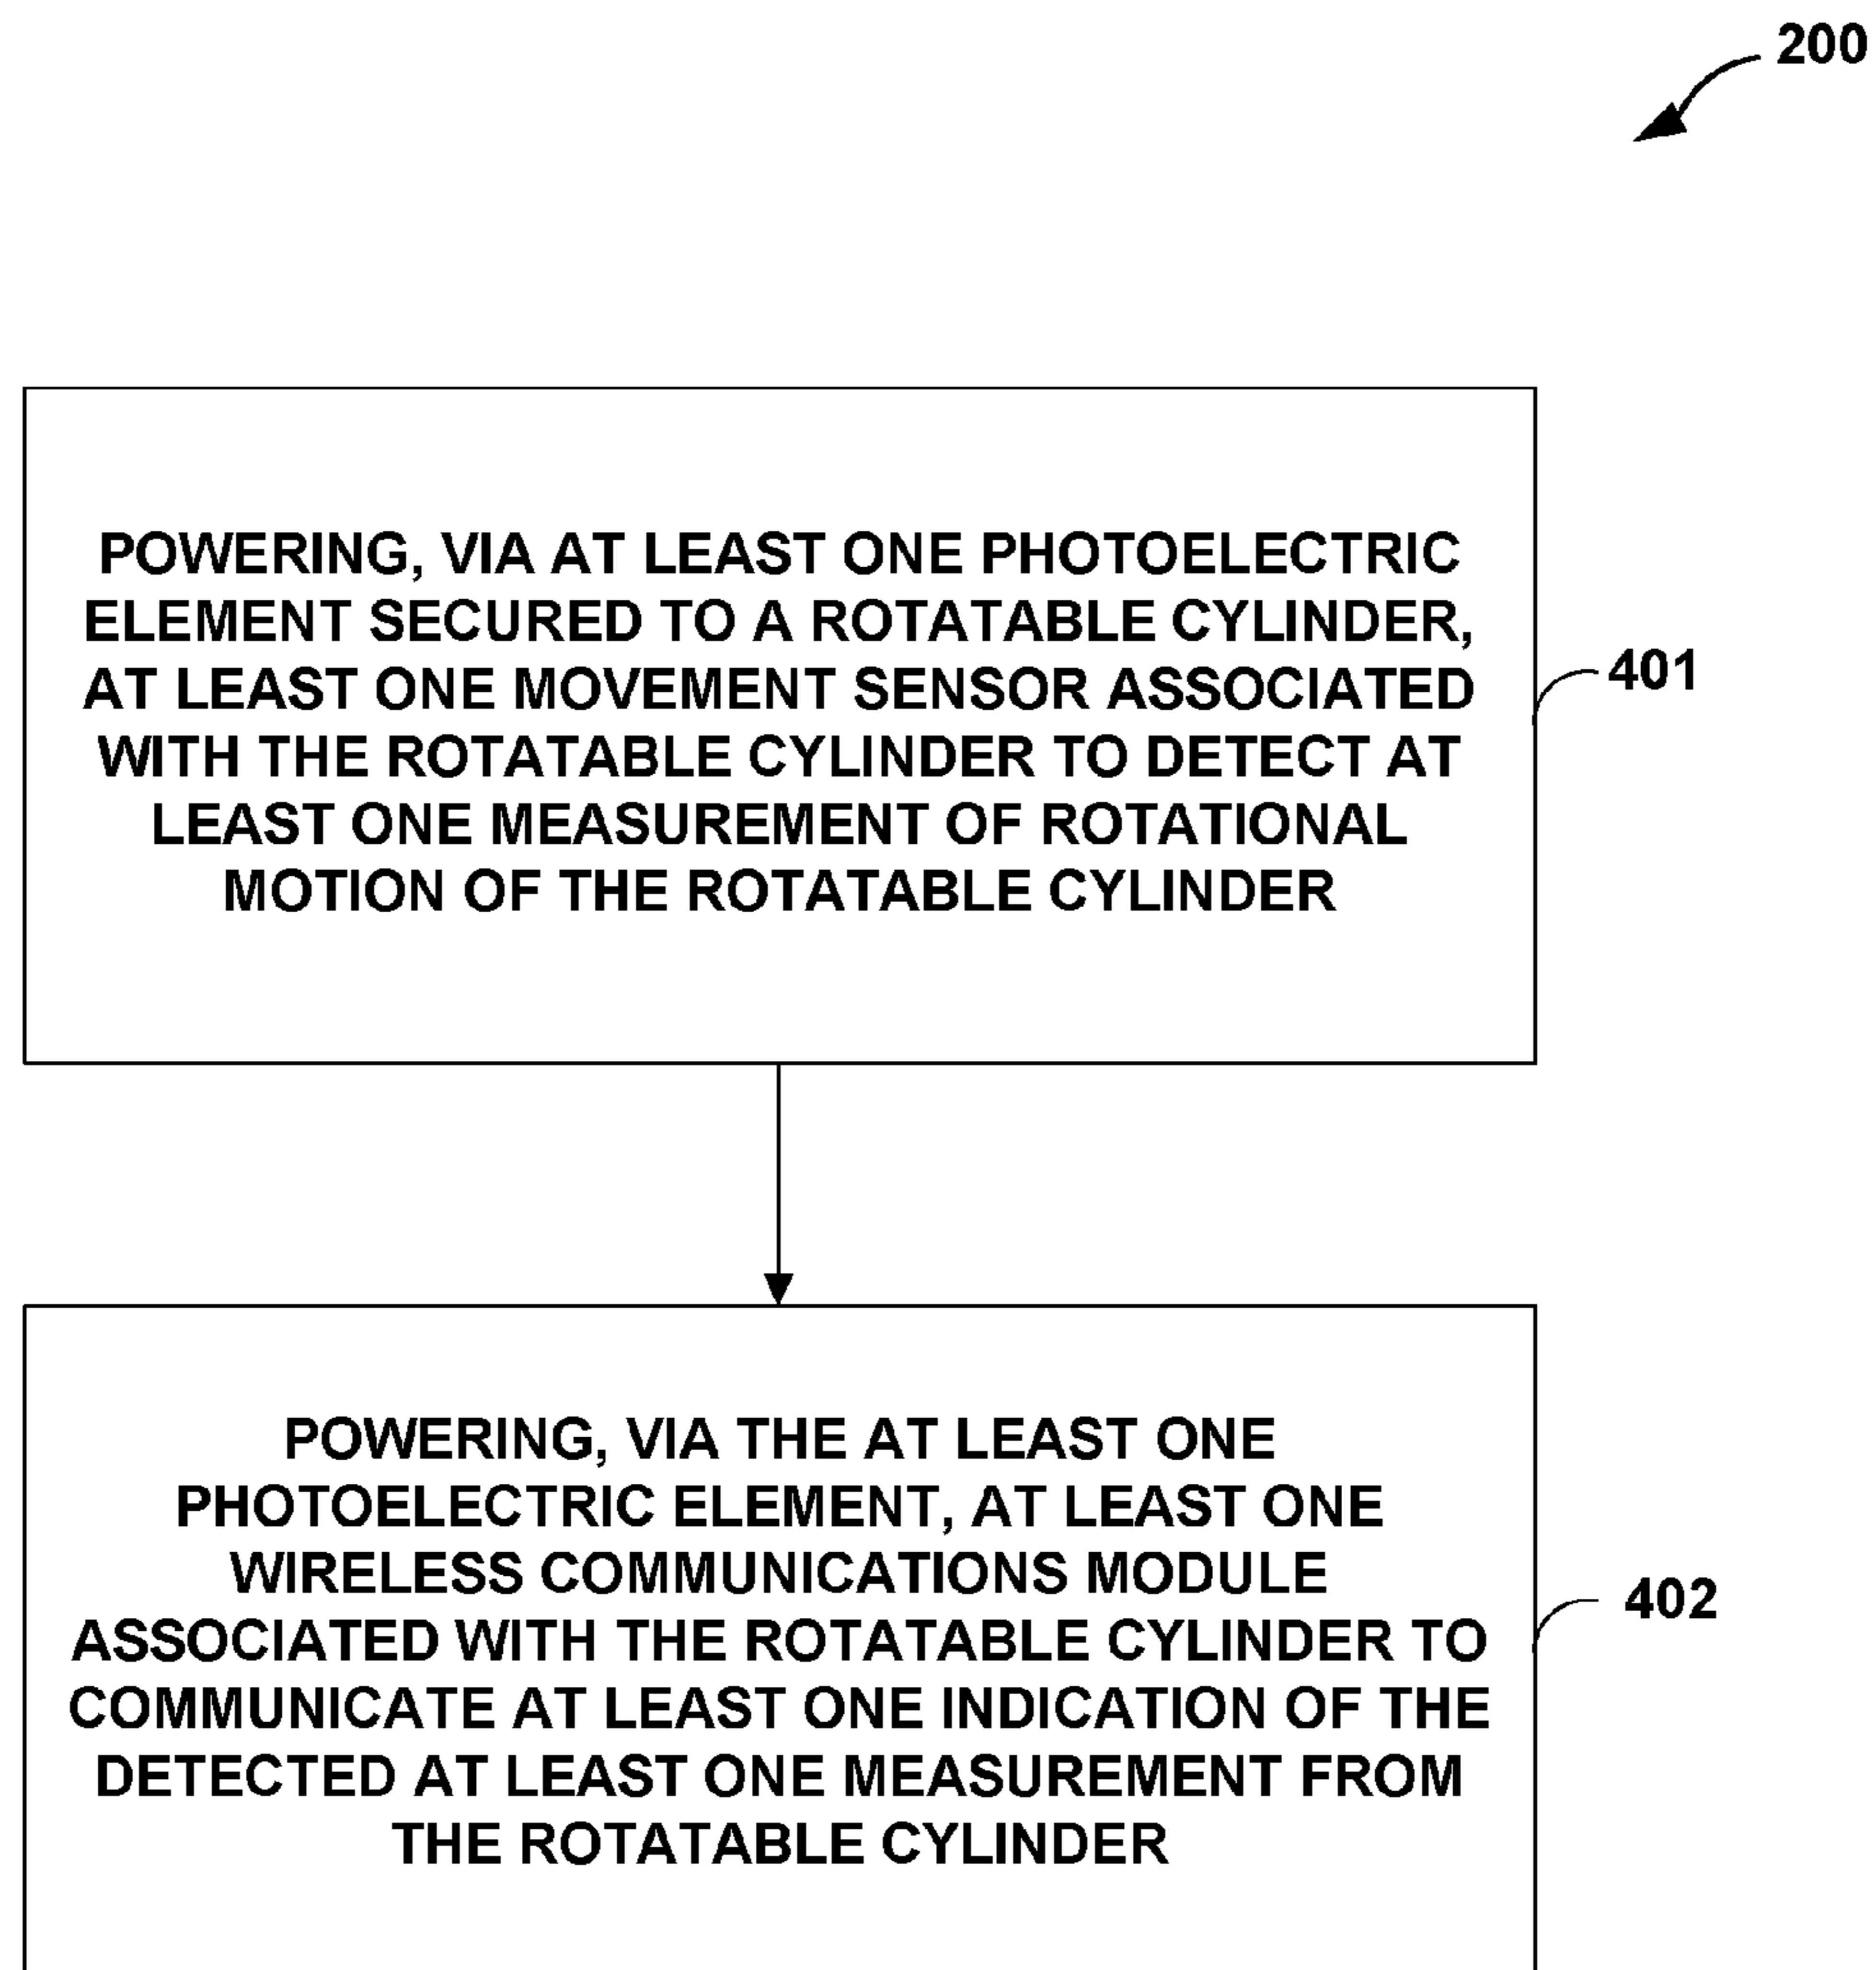 200
POWERING, VIA AT LEAST ONE PHOTOELECTRIC
ELEMENT SECURED TO A ROTATABLE CYLINDER,
AT LEAST ONE MOVEMENT SENSOR ASSOCIATED
WITH THE ROTATABLE CYLINDER TO DETECT AT
LEAST ONE MEASUREMENT OF ROTATIONAL
MOTION OF THE ROTATABLE CYLINDER
401
POWERING, VIA THE AT LEAST ONE
PHOTOELECTRIC ELEMENT, AT LEAST ONE
WIRELESS COMMUNICATIONS MODULE
ASSOCIATED WITH THE ROTATABLE CYLINDER TO
COMMUNICATE AT LEAST ONE INDICATION OF THE
DETECTED AT LEAST ONE MEASUREMENT FROM
THE ROTATABLE CYLINDER
402